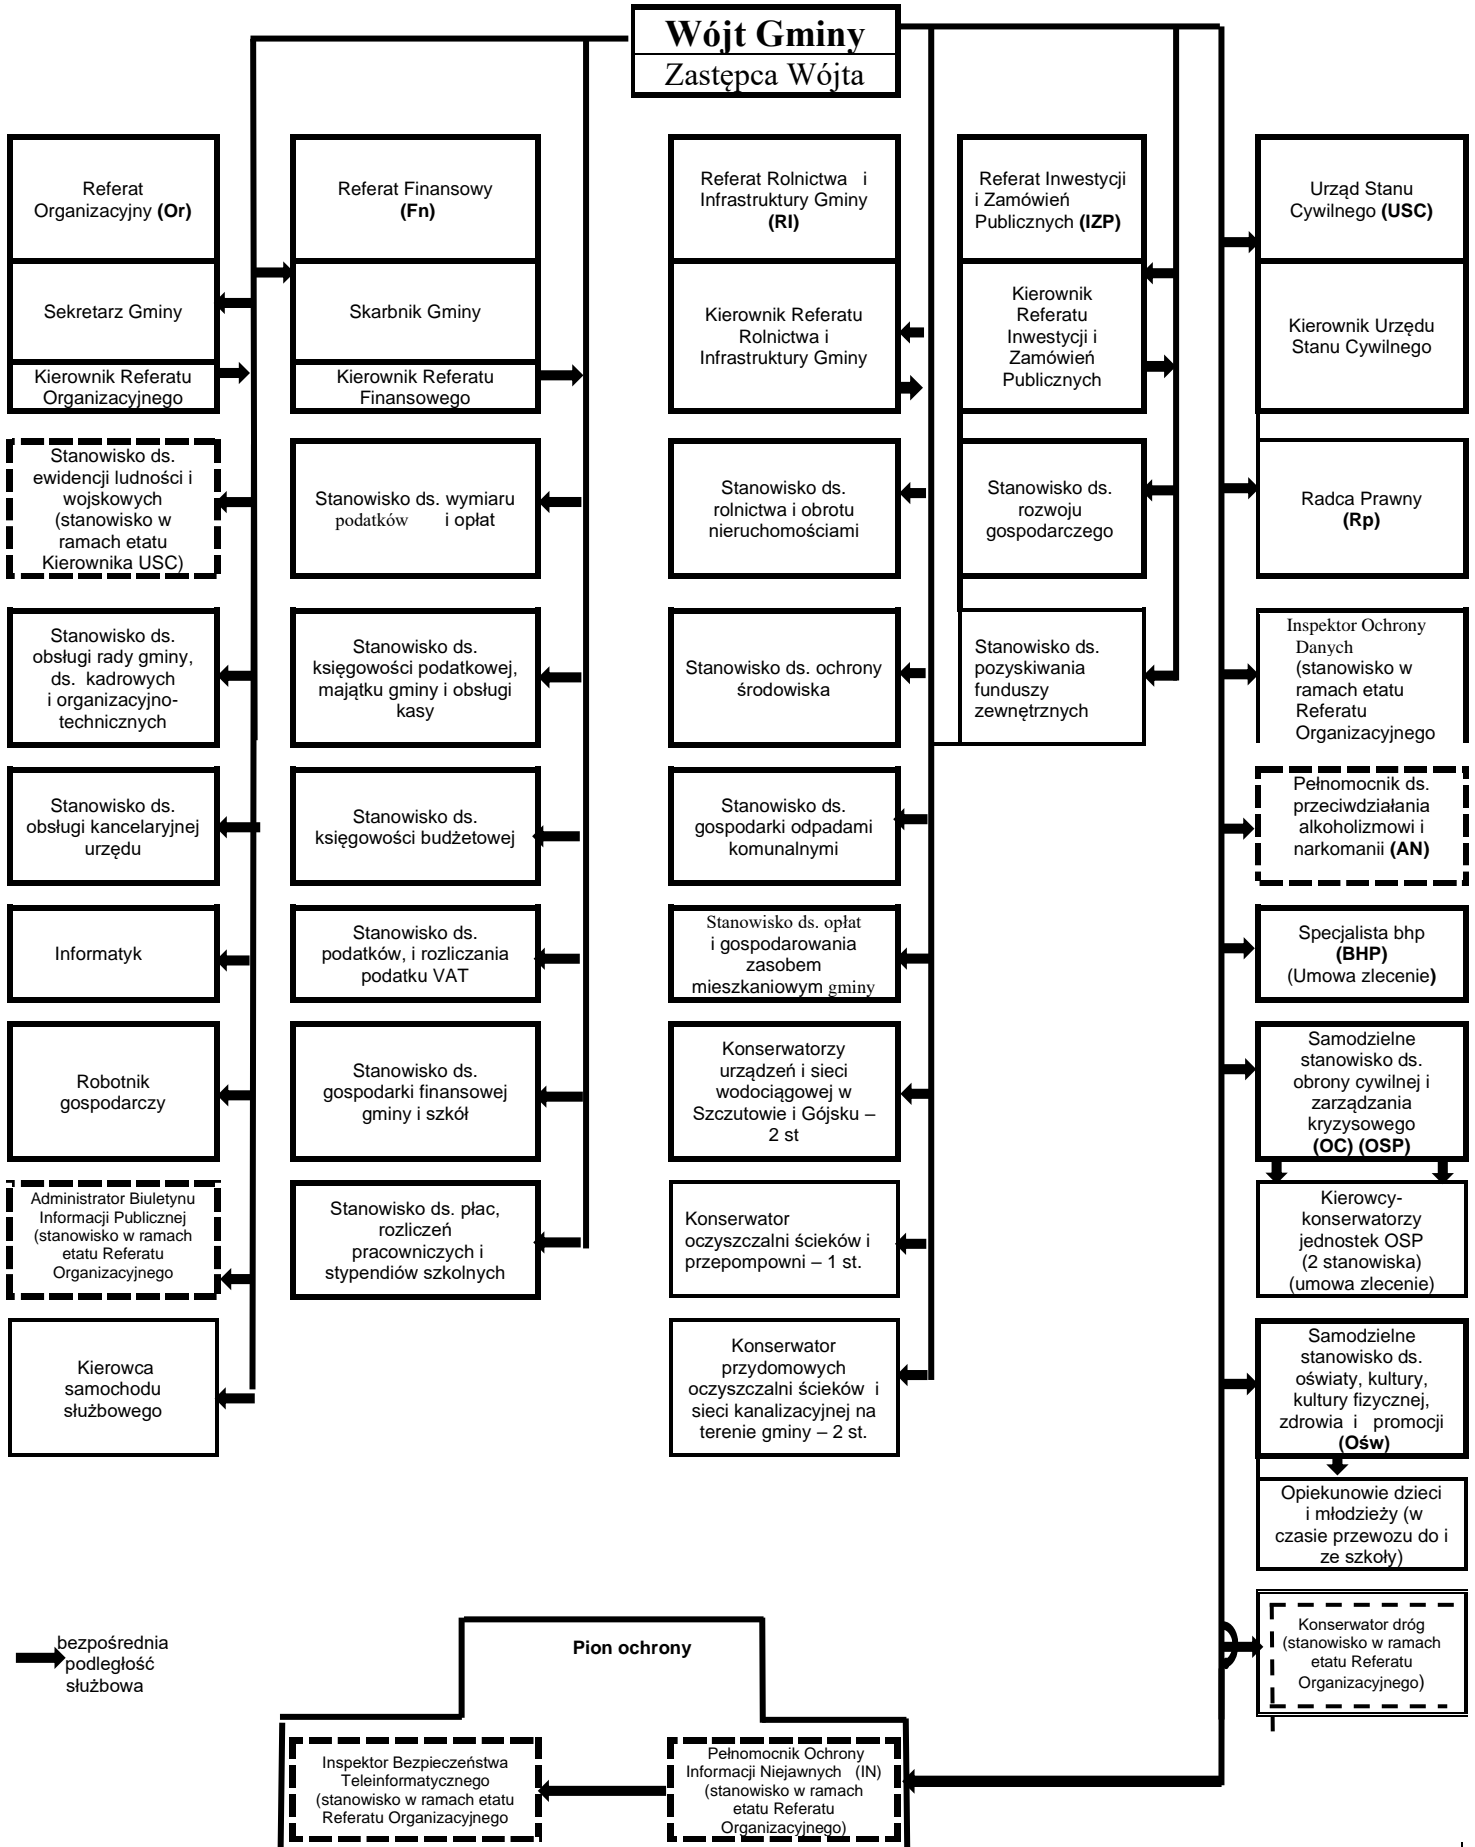 Wójt Gminy
Zastępca Wójta
Referat
Organizacyjny (Or)
Sekretarz Gminy
Kierownik Referatu
Organizacyjnego
Stanowisko ds.
ewidencji ludności i
wojskowych
(stanowisko w
ramach etatu
Kierownika USC)
Stanowisko ds.
obsługi rady gminy,
ds. kadrowych
i organizacyjno-
technicznych
Stanowisko ds.
obsługi kancelaryjnej
urzędu
Informatyk
Robotnik
gospodarczy
Administrator Biuletynu
Informacji Publicznej
(stanowisko w ramach
etatu Referatu
Organizacyjnego
Kierowca
samochodu
służbowego
Referat Finansowy
(Fn)
Skarbnik Gminy
Kierownik Referatu
Finansowego
Stanowisko ds. wymiaru
podatków i opłat
Stanowisko ds.
księgowości podatkowej,
majątku gminy i obsługi
kasy
Stanowisko ds.
księgowości budżetowej
Stanowisko ds.
podatków, i rozliczania
podatku VAT
Stanowisko ds.
gospodarki finansowej
gminy i szkół
Stanowisko ds. płac,
rozliczeń
pracowniczych i
stypendiów szkolnych
Referat Rolnictwa i
Infrastruktury Gminy
(RI)
Kierownik Referatu
Rolnictwa i
Infrastruktury Gminy
Stanowisko ds.
rolnictwa i obrotu
nieruchomościami
Stanowisko ds. ochrony
środowiska
Stanowisko ds.
gospodarki odpadami
komunalnymi
Stanowisko ds. opłat
i gospodarowania
zasobem
mieszkaniowym gminy
Konserwatorzy
urządzeń i sieci
wodociągowej w
Szczutowie i Gójsku –
2 st
Konserwator
oczyszczalni ścieków i
przepompowni – 1 st.
Konserwator
przydomowych
oczyszczalni ścieków i
sieci kanalizacyjnej na
terenie gminy – 2 st.
Referat Inwestycji
i Zamówień
Publicznych (IZP)
Kierownik
Referatu
Inwestycji i
Zamówień
Publicznych
Stanowisko ds.
rozwoju
gospodarczego
Stanowisko ds.
pozyskiwania
funduszy
zewnętrznych
Urząd Stanu
Cywilnego (USC)
Kierownik Urzędu
Stanu Cywilnego
Radca Prawny
(Rp)
Inspektor Ochrony
Danych
(stanowisko w
ramach etatu
Referatu
Organizacyjnego
Pełnomocnik ds.
przeciwdziałania
alkoholizmowi i
narkomanii (AN)
Specjalista bhp
(BHP)
(Umowa zlecenie)
Samodzielne
stanowisko ds.
obrony cywilnej i
zarządzania
kryzysowego
(OC) (OSP)
Kierowcy-
konserwatorzy
jednostek OSP
(2 stanowiska)
(umowa zlecenie)
Samodzielne
stanowisko ds.
oświaty, kultury,
kultury fizycznej,
zdrowia i promocji
(Ośw)
Opiekunowie dzieci
i młodzieży (w
czasie przewozu do i
ze szkoły)
Konserwator dróg
(stanowisko w ramach
etatu Referatu
Organizacyjnego)
bezpośrednia
podległość
służbowa
Pion ochrony
Inspektor Bezpieczeństwa
Teleinformatycznego
(stanowisko w ramach etatu
Referatu Organizacyjnego
Pełnomocnik Ochrony
Informacji Niejawnych (IN)
(stanowisko w ramach
etatu Referatu
Organizacyjnego)